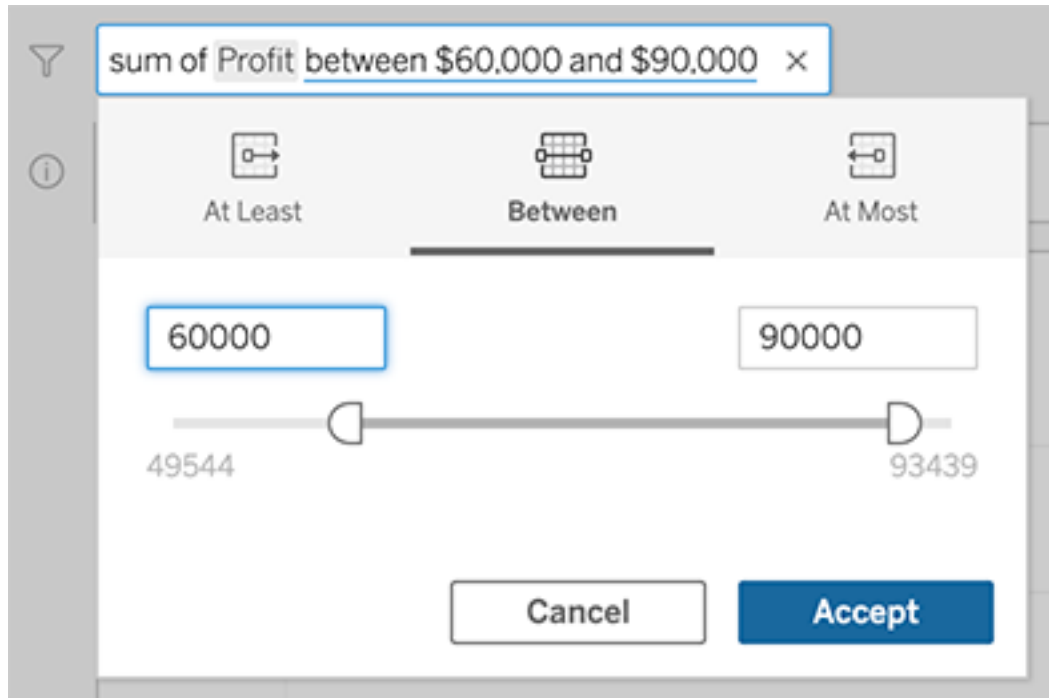 sum of Profit between $60,000 and $90,000 ×
At Least Between At Most
60000 90000
49544 93439
Cancel Accept